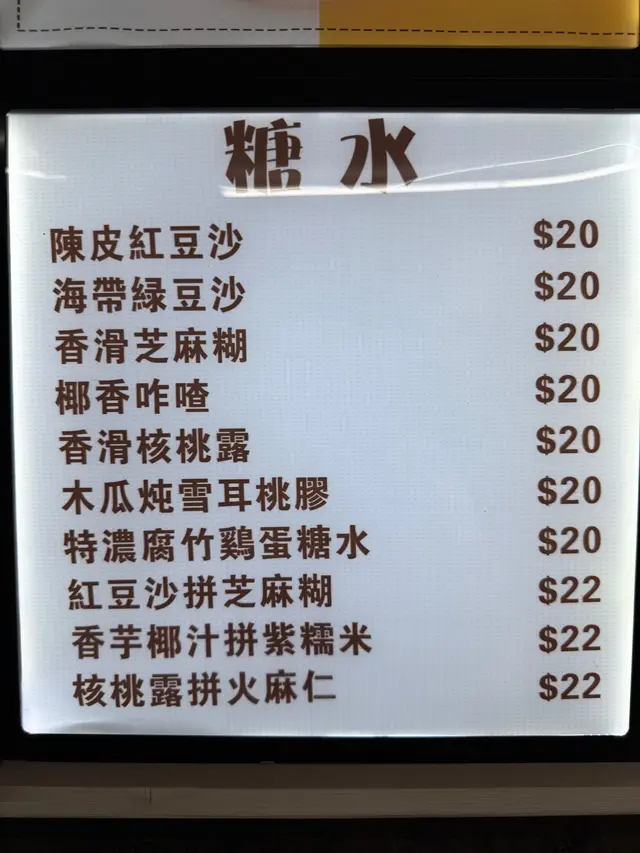 糖水
陳皮紅豆沙 $20
海帶緑豆沙 $20
香滑芝麻糊 $20
椰香咋喳 $20
香滑核桃露 $20
木瓜炖雪耳桃膠 $20
特濃腐竹鷄蛋糖水 $20
紅豆沙拼芝麻糊 $22
香芋椰汁拼紫糯米 $22
核桃露拼火麻仁 $22